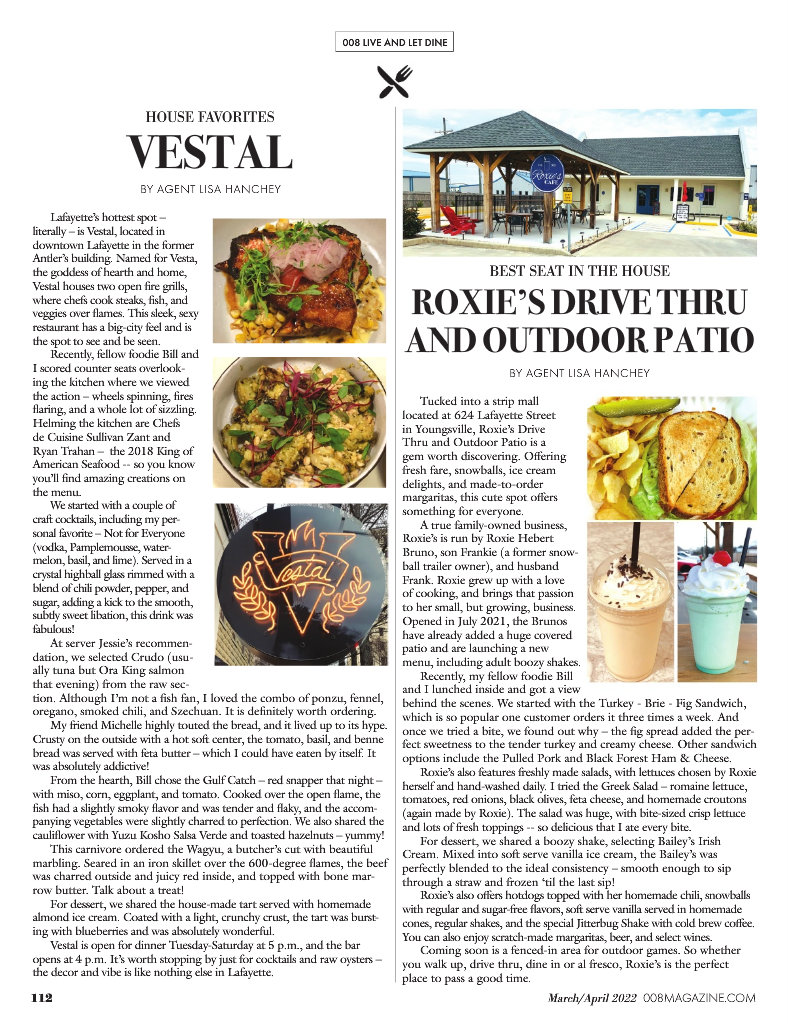 008 LIVE AND LET DINE
HOUSE FAVORITES
VESTAL
BY AGENT LISA HANCHEY
Lafayette's hottest spot –
literally – is Vestal, located in
downtown Lafayette in the former
Antler's building. Named for Vesta,
the goddess of hearth and home,
Vestal houses two open fire grills,
where chefs cook steaks, fish, and
veggies over flames. This sleek, sexy
restaurant has a big-city feel and is
the spot to see and be seen.
Recently, fellow foodie Bill and
I scored counter seats overlook-
ing the kitchen where we viewed
the action – wheels spinning, fires
flaring, and a whole lot of sizzling.
Helming the kitchen are Chefs
de Cuisine Sullivan Zant and
Ryan Trahan – the 2018 King of
American Seafood -- so you know
you'll find amazing creations on
the menu.
We started with a couple of
craft cocktails, including my per-
sonal favorite – Not for Everyone
(vodka, Pamplemousse, water-
melon, basil, and lime). Served in a
crystal highball glass rimmed with a
blend of chili powder, pepper, and
sugar, adding a kick to the smooth,
subtly sweet libation, this drink was
fabulous!
At server Jessie's recommen-
dation, we selected Crudo (usu-
ally tuna but Ora King salmon
that evening) from the raw sec-
tion. Although I'm not a fish fan, I loved the combo of ponzu, fennel,
oregano, smoked chili, and Szechuan. It is definitely worth ordering.
My friend Michelle highly touted the bread, and it lived up to its hype.
Crusty on the outside with a hot soft center, the tomato, basil, and benne
bread was served with feta butter – which I could have eaten by itself. It
was absolutely addictive!
From the hearth, Bill chose the Gulf Catch – red snapper that night –
with miso, corn, eggplant, and tomato. Cooked over the open flame, the
fish had a slightly smoky flavor and was tender and flaky, and the accom-
panying vegetables were slightly charred to perfection. We also shared the
cauliflower with Yuzu Kosho Salsa Verde and toasted hazelnuts – yummy!
This carnivore ordered the Wagyu, a butcher's cut with beautiful
marbling. Seared in an iron skillet over the 600-degree flames, the beef
was charred outside and juicy red inside, and topped with bone mar-
row butter. Talk about a treat!
For dessert, we shared the house-made tart served with homemade
almond ice cream. Coated with a light, crunchy crust, the tart was burst-
ing with blueberries and was absolutely wonderful.
Vestal is open for dinner Tuesday-Saturday at 5 p.m., and the bar
opens at 4 p.m. It's worth stopping by just for cocktails and raw oysters –
the decor and vibe is like nothing else in Lafayette.
Vestal
Roxie's
CAFE
BEST SEAT IN THE HOUSE
ROXIE'S DRIVE THRU
AND OUTDOOR PATIO
BY AGENT LISA HANCHEY
Tucked into a strip mall
located at 624 Lafayette Street
in Youngsville, Roxie's Drive
Thru and Outdoor Patio is a
gem worth discovering. Offering
fresh fare, snowballs, ice cream
delights, and made-to-order
margaritas, this cute spot offers
something for everyone.
A true family-owned business,
Roxie's is run by Roxie Hebert
Bruno, son Frankie (a former snow-
ball trailer owner), and husband
Frank. Roxie grew up with a love
of cooking, and brings that passion
to her small, but growing, business.
Opened in July 2021, the Brunos
have already added a huge covered
patio and are launching a new
menu, including adult boozy shakes.
Recently, my fellow foodie Bill
and I lunched inside and got a view
behind the scenes. We started with the Turkey - Brie - Fig Sandwich,
which is so popular one customer orders it three times a week. And
once we tried a bite, we found out why – the fig spread added the per-
fect sweetness to the tender turkey and creamy cheese. Other sandwich
options include the Pulled Pork and Black Forest Ham & Cheese.
Roxie's also features freshly made salads, with lettuces chosen by Roxie
herself and hand-washed daily. I tried the Greek Salad – romaine lettuce,
tomatoes, red onions, black olives, feta cheese, and homemade croutons
(again made by Roxie). The salad was huge, with bite-sized crisp lettuce
and lots of fresh toppings -- so delicious that I ate every bite.
For dessert, we shared a boozy shake, selecting Bailey's Irish
Cream. Mixed into soft serve vanilla ice cream, the Bailey's was
perfectly blended to the ideal consistency – smooth enough to sip
through a straw and frozen 'til the last sip!
Roxie's also offers hotdogs topped with her homemade chili, snowballs
with regular and sugar-free flavors, soft serve vanilla served in homemade
cones, regular shakes, and the special Jitterbug Shake with cold brew coffee.
You can also enjoy scratch-made margaritas, beer, and select wines.
Coming soon is a fenced-in area for outdoor games. So whether
you walk up, drive thru, dine in or al fresco, Roxie's is the perfect
place to pass a good time.
112
March/April 2022 008MAGAZINE.COM